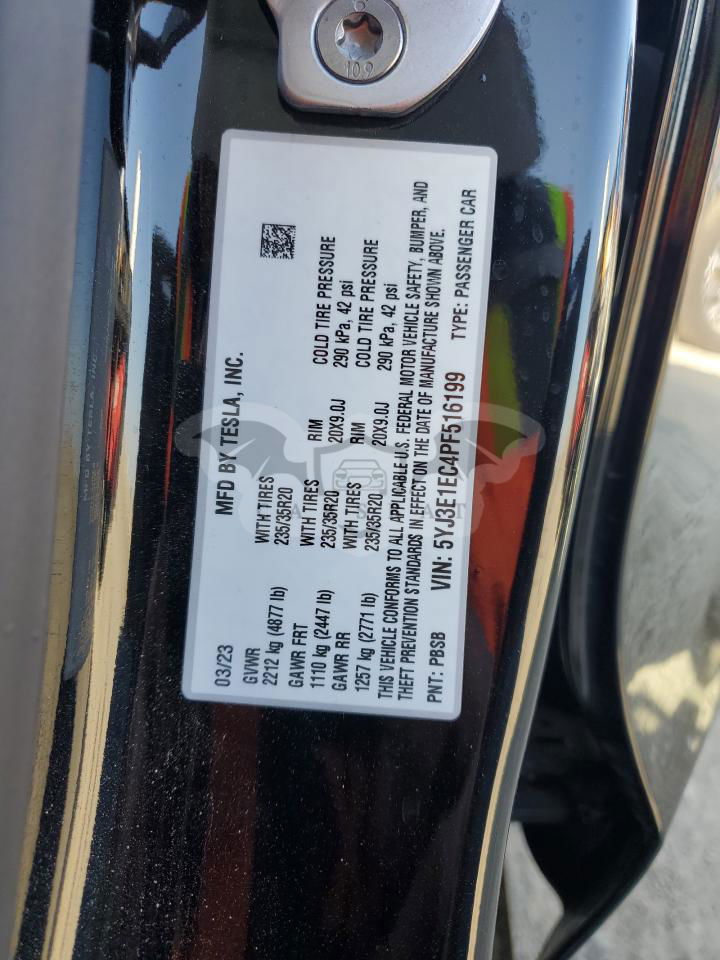 10.9
MFD BY TESLA, INC.
03/23
GVWR WITH TIRES
2212 kg (4877 lb) 235/35R20
GAWR FRT WITH TIRES RIM COLD TIRE PRESSURE
1110 kg (2447 lb) 235/35R20 20X9.0J 290 kPa, 42 psi
GAWR RR WITH TIRES RIM COLD TIRE PRESSURE
1257 kg (2771 lb) 235/35R20 20X9.0J 290 kPa, 42 psi
THIS VEHICLE CONFORMS TO ALL APPLICABLE U.S. FEDERAL MOTOR VEHICLE SAFETY, BUMPER, AND
THEFT PREVENTION STANDARDS IN EFFECT ON THE DATE OF MANUFACTURE SHOWN ABOVE.
PNT: PBSB VIN: 5YJ3E1EC4PF516199 TYPE: PASSENGER CAR